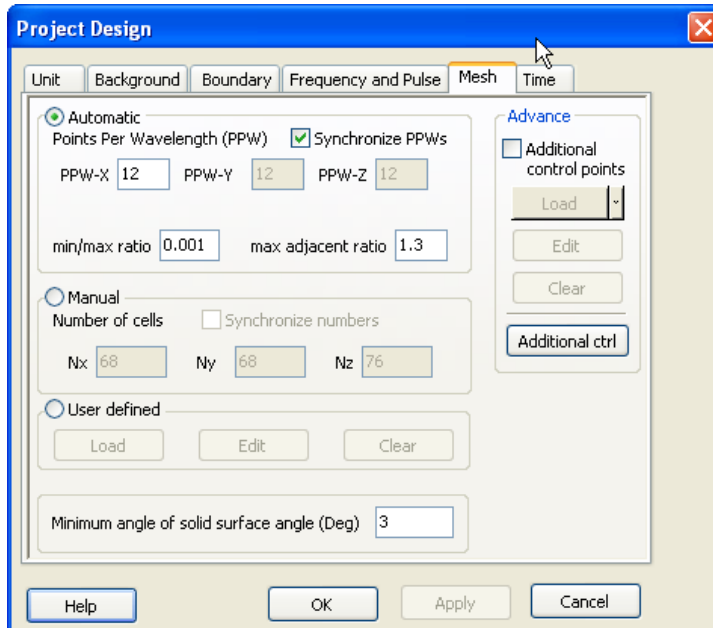 Project Design
Unit Background Boundary Frequency and Pulse Mesh Time
Automatic
Points Per Wavelength (PPW) Synchronize PPWs
PPW-X 12 PPW-Y 12 PPW-Z 12
min/max ratio 0.001 max adjacent ratio 1.3
Manual
Number of cells Synchronize numbers
Nx 68 Ny 68 Nz 76
User defined
Load Edit Clear
Minimum angle of solid surface angle (Deg) 3
Advance
Additional
control points
Load
Edit
Clear
Additional ctrl
Help OK Apply Cancel